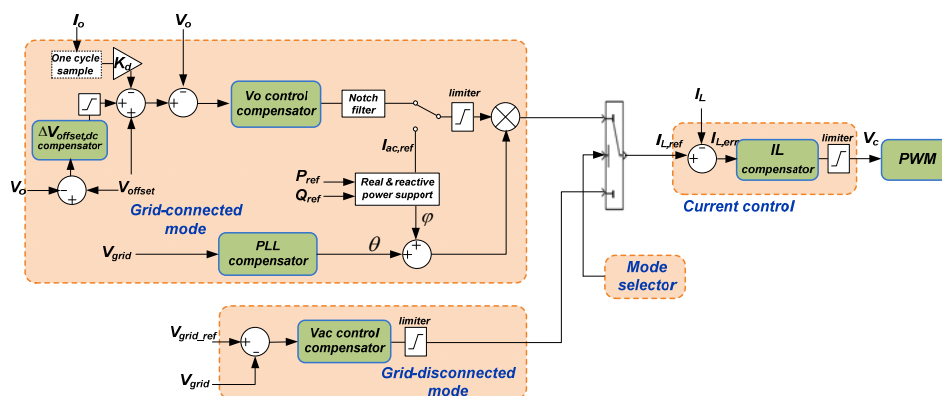 Io
Vo
One cycle
sample
Kd
Vo control
compensator
Notch
filter
limiter
ΔVoffset,dc
compensator
Iac,ref
Vo
Voffset
Grid-connected
mode
Pref
Qref
Real & reactive
power support
φ
Vgrid
PLL
compensator
θ
IL
IL,ref
IL,err
IL
compensator
limiter
Vc
PWM
Current control
Mode
selector
Vgrid_ref
Vgrid
Vac control
compensator
limiter
Grid-disconnected
mode